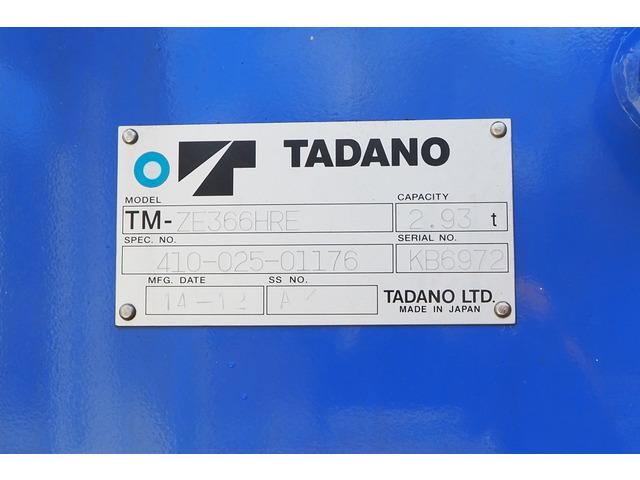 TADANO
MODEL CAPACITY
TM-ZE366HRE 2.93 t
SPEC. NO. SERIAL NO.
410-025-01176 KB6972
MFG. DATE SS NO.
14-12 A
TADANO LTD.
MADE IN JAPAN